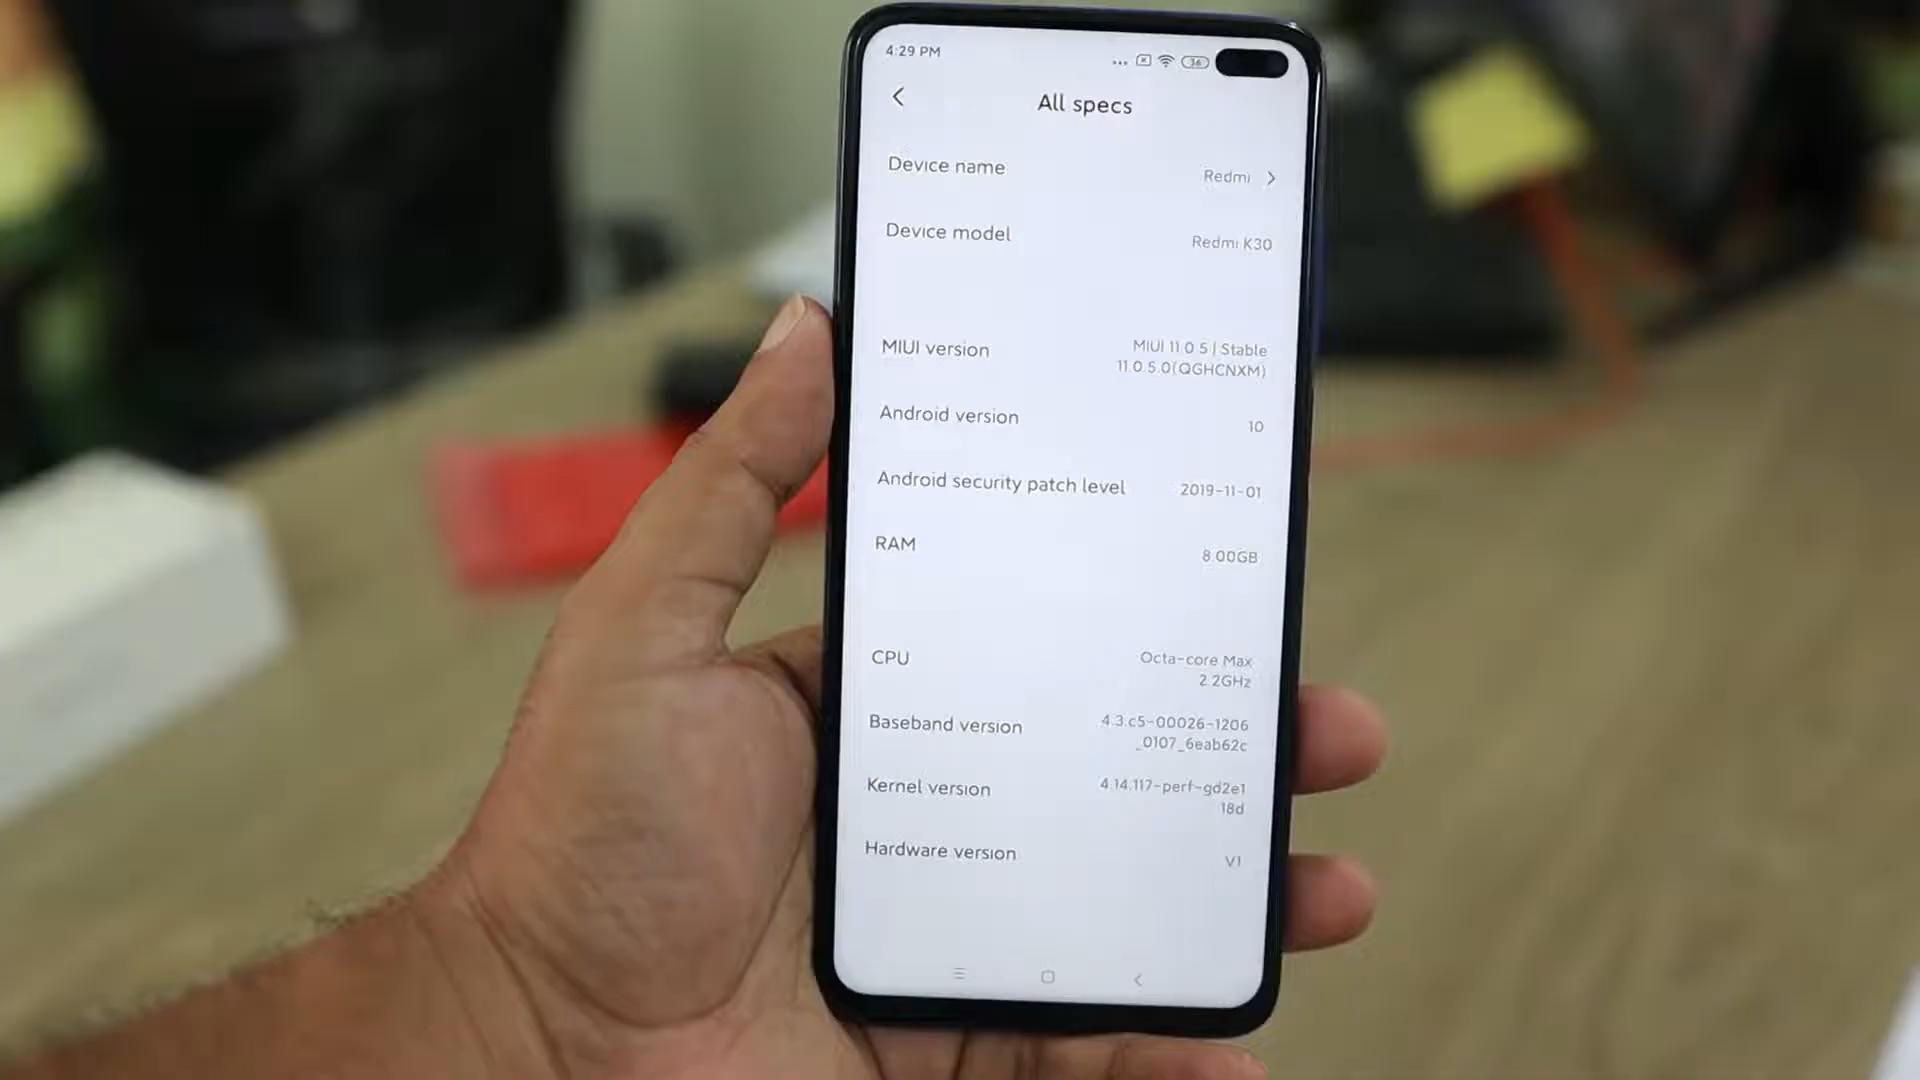 4:29 PM
36
All specs
Device name
Redmi
Device model
Redmi K30
MIUI version
MIUI 11.0.5 | Stable
11.0.5.0(QGHCNXM)
Android version
10
Android security patch level
2019-11-01
RAM
8.00GB
CPU
Octa-core Max
2.2GHz
Baseband version
4.3.c5-00026-1206
_0107_6eab62c
Kernel version
4.14.117-perf-gd2e1
18d
Hardware version
V1